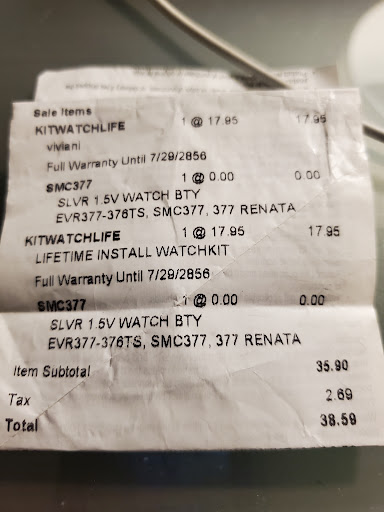 Sale Items
KITWATCHLIFE 1 @ 17.95 17.95
viviani
Full Warranty Until 7/29/2856
SMC377 1 @ 0.00 0.00
SLVR 1.5V WATCH BTY
EVR377-376TS, SMC377, 377 RENATA
KITWATCHLIFE 1 @ 17.95 17.95
LIFETIME INSTALL WATCHKIT
Full Warranty Until 7/29/2856
SMC377 1 @ 0.00 0.00
SLVR 1.5V WATCH BTY
EVR377-376TS, SMC377, 377 RENATA
Item Subtotal 35.90
Tax 2.69
Total 38.59